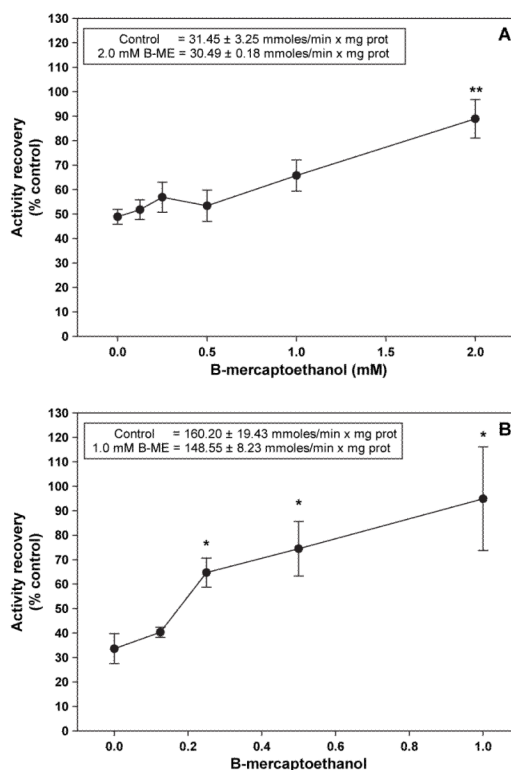 A
Control = 31.45 ± 3.25 mmoles/min x mg prot
2.0 mM B-ME = 30.49 ± 0.18 mmoles/min x mg prot
**
Activity recovery
(% control)
130
120
110
100
90
80
70
60
50
40
30
20
10
0
0.0 0.5 1.0 1.5 2.0
B-mercaptoethanol (mM)
B
Control = 160.20 ± 19.43 mmoles/min x mg prot
1.0 mM B-ME = 148.55 ± 8.23 mmoles/min x mg prot
*
*
*
Activity recovery
(% control)
130
120
110
100
90
80
70
60
50
40
30
20
10
0
0.0 0.2 0.4 0.6 0.8 1.0
B-mercaptoethanol